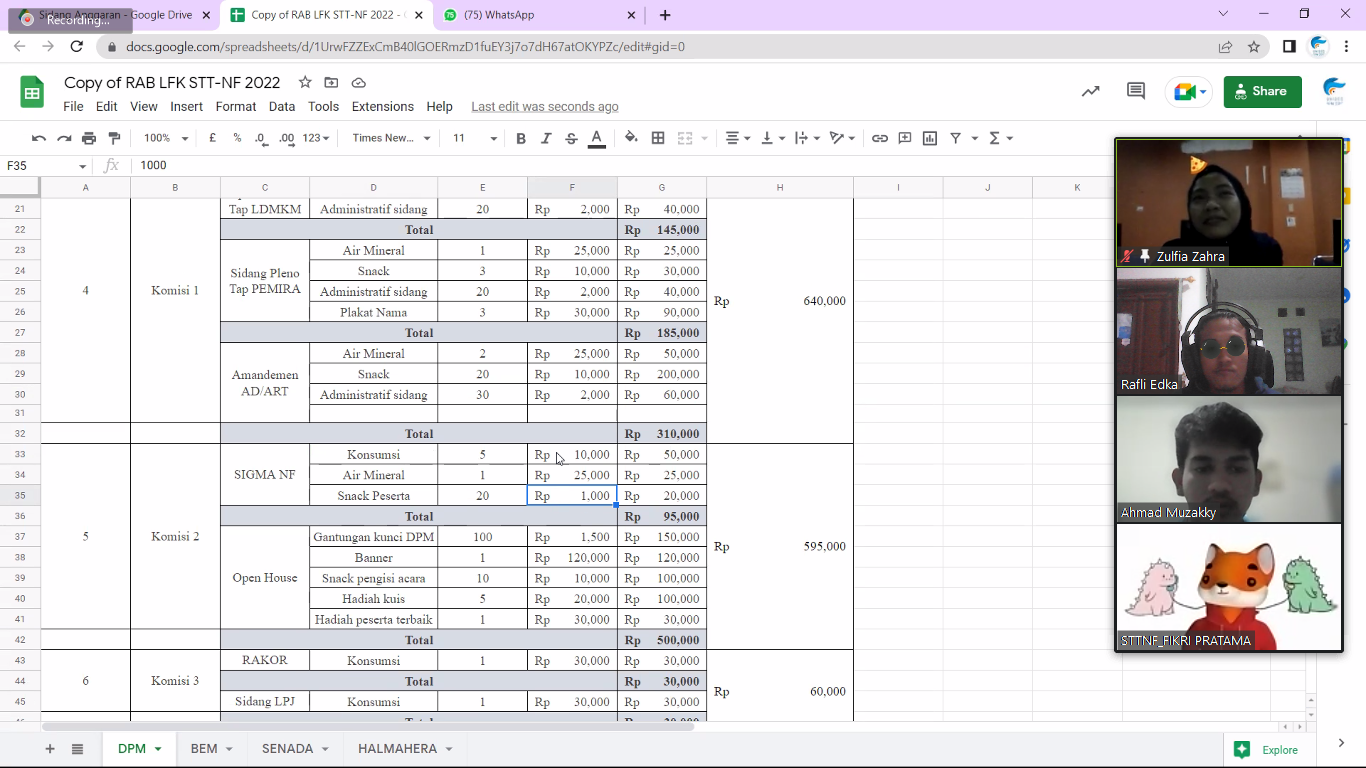 Sidang Anggaran - Google Drive
Recording...
Copy of RAB LFK STT-NF 2022 -
(75) WhatsApp
docs.google.com/spreadsheets/d/1UrwFZZExCmB40lGOERmzD1fuEY3j7o7dH67atOKYPZc/edit#gid=0
Copy of RAB LFK STT-NF 2022
File Edit View Insert Format Data Tools Extensions Help Last edit was seconds ago
Share
100% £ % .0 .00 123 Times New... 11 B I S A
F35 fx 1000
A B C D E F G H I J K
21 Tap LDMKM Administratif sidang 20 Rp 2,000 Rp 40,000
22 Total Rp 145,000
23 Air Mineral 1 Rp 25,000 Rp 25,000
24 Sidang Pleno Snack 3 Rp 10,000 Rp 30,000
25 4 Komisi 1 Tap PEMIRA Administratif sidang 20 Rp 2,000 Rp 40,000
26 Plakat Nama 3 Rp 30,000 Rp 90,000 Rp 640,000
27 Total Rp 185,000
28 Air Mineral 2 Rp 25,000 Rp 50,000
29 Amandemen Snack 20 Rp 10,000 Rp 200,000
30 AD/ART Administratif sidang 30 Rp 2,000 Rp 60,000
31
32 Total Rp 310,000
33 Konsumsi 5 Rp 10,000 Rp 50,000
34 SIGMA NF Air Mineral 1 Rp 25,000 Rp 25,000
35 Snack Peserta 20 Rp 1,000 Rp 20,000
36 Total Rp 95,000
37 5 Komisi 2 Gantungan kunci DPM 100 Rp 1,500 Rp 150,000 Rp 595,000
38 Banner 1 Rp 120,000 Rp 120,000
39 Open House Snack pengisi acara 10 Rp 10,000 Rp 100,000
40 Hadiah kuis 5 Rp 20,000 Rp 100,000
41 Hadiah peserta terbaik 1 Rp 30,000 Rp 30,000
42 Total Rp 500,000
43 RAKOR Konsumsi 1 Rp 30,000 Rp 30,000
44 6 Komisi 3 Total Rp 30,000 Rp 60,000
45 Sidang LPJ Konsumsi 1 Rp 30,000 Rp 30,000
Zulfia Zahra
Rafli Edka
Ahmad Muzakky
STTNF_FIKRI PRATAMA
DPM BEM SENADA HALMAHERA
Explore